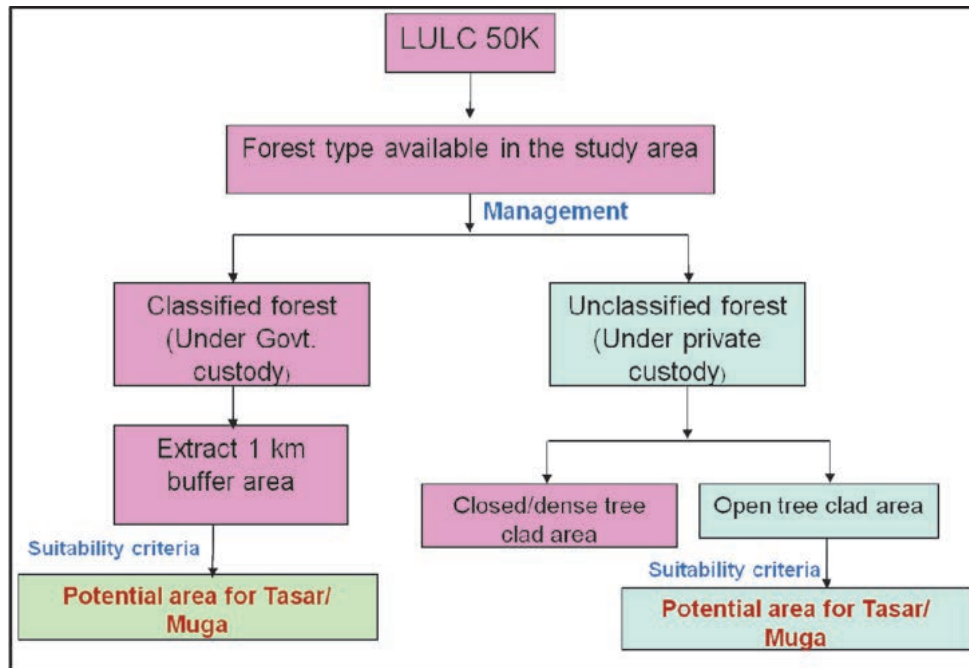 LULC 50K
Forest type available in the study area
Management
Classified forest
(Under Govt.
custody)
Unclassified forest
(Under private
custody)
Extract 1 km
buffer area
Closed/dense tree
clad area
Open tree clad area
Suitability criteria
Suitability criteria
Potential area for Tasar/
Muga
Potential area for Tasar/
Muga